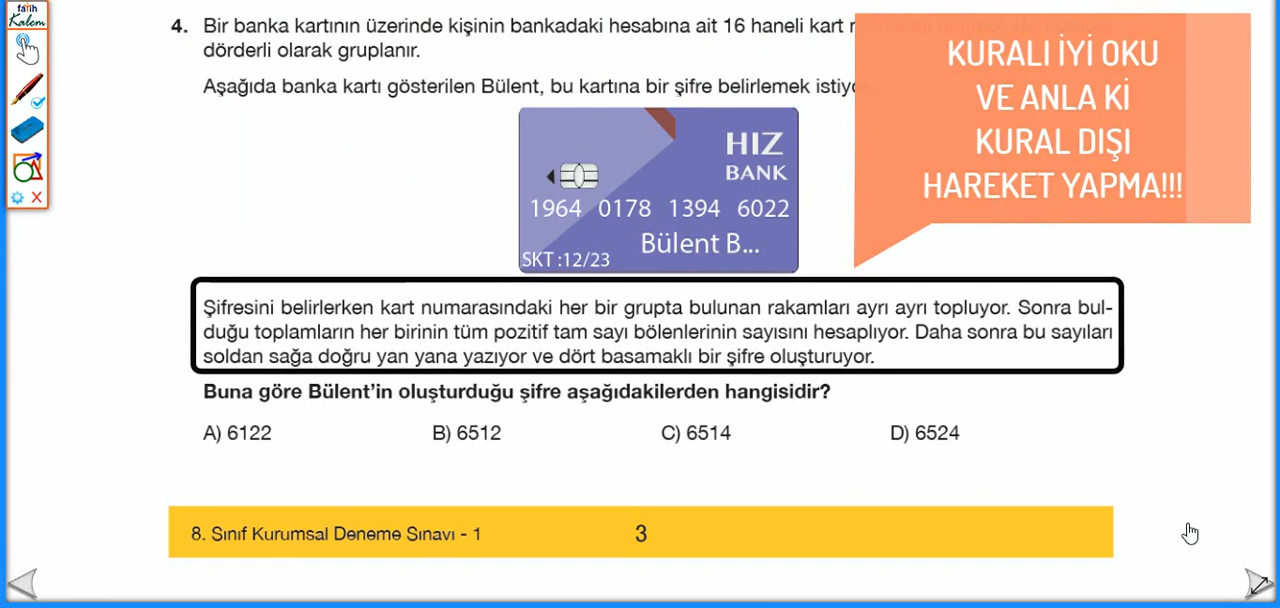 fatih
Kalem
4. Bir banka kartının üzerinde kişinin bankadaki hesabına ait 16 haneli kart
dörderli olarak gruplanır.
Aşağıda banka kartı gösterilen Bülent, bu kartına bir şifre belirlemek
KURALI İYİ OKU
VE ANLA Kİ
KURAL DIŞI
HAREKET YAPMA!!!
HIZ
BANK
1964 0178 1394 6022
Bülent B...
SKT :12/23
Şifresini belirlerken kart numarasındaki her bir grupta bulunan rakamları ayrı ayrı topluyor. Sonra bul-
duğu toplamların her birinin tüm pozitif tam sayı bölenlerinin sayısını hesaplıyor. Daha sonra bu sayıları
soldan sağa doğru yan yana yazıyor ve dört basamaklı bir şifre oluşturuyor.
Buna göre Bülent'in oluşturduğu şifre aşağıdakilerden hangisidir?
A) 6122 B) 6512 C) 6514 D) 6524
8. Sınıf Kurumsal Deneme Sınavı - 1 3